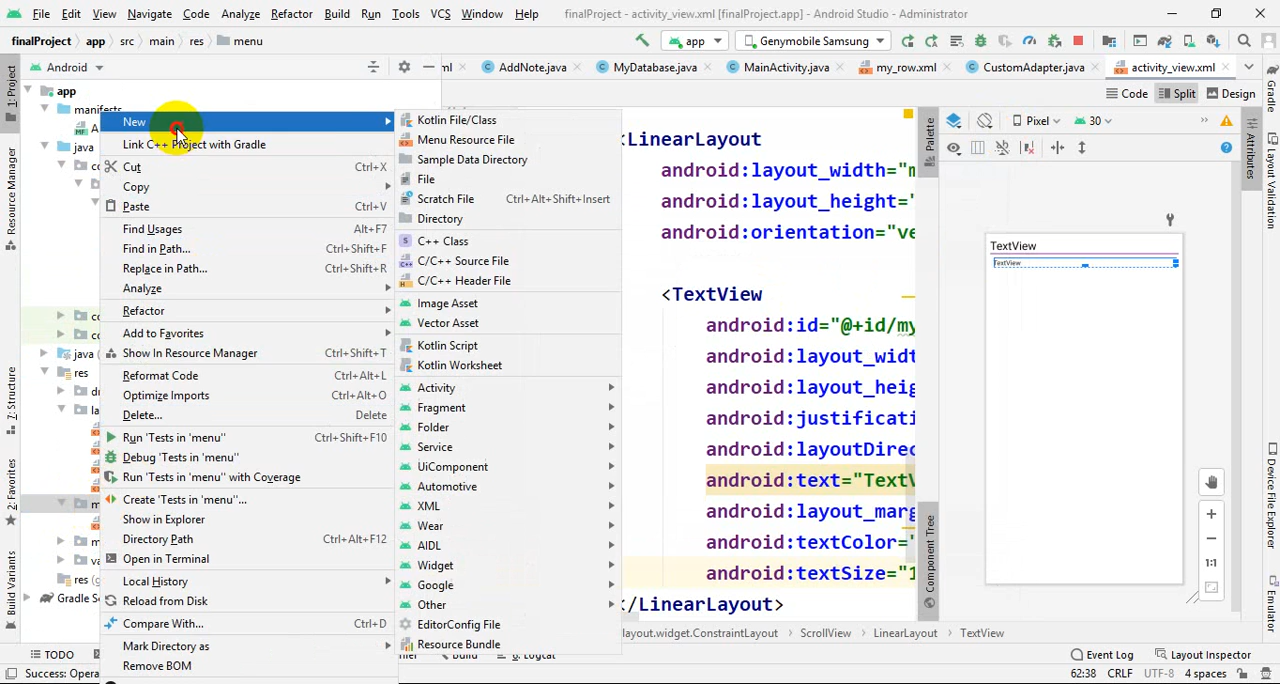 File Edit View Navigate Code Analyze Refactor Build Run Tools VCS Window Help finalProject - activity_view.xml [finalProject.app] - Android Studio - Administrator
finalProject › app › src › main › res › menu app Genymobile Samsung
Android ml AddNote.java MyDatabase.java MainActivity.java my_row.xml CustomAdapter.java activity_view.xml
Code Split Design
app
manifests
java
res
java
Gradle
1: Project
Resource Manager
Z: Structure
2: Favorites
Build Variants
New
Link C++ Project with Gradle
Cut Ctrl+X
Copy
Paste Ctrl+V
Find Usages Alt+F7
Find in Path... Ctrl+Shift+F
Replace in Path... Ctrl+Shift+R
Analyze
Refactor
Add to Favorites
Show In Resource Manager Ctrl+Shift+T
Reformat Code Ctrl+Alt+L
Optimize Imports Ctrl+Alt+O
Delete... Delete
Run 'Tests in 'menu'' Ctrl+Shift+F10
Debug 'Tests in 'menu''
Run 'Tests in 'menu'' with Coverage
Create 'Tests in 'menu''...
Show in Explorer
Directory Path Ctrl+Alt+F12
Open in Terminal
Local History
Reload from Disk
Compare With... Ctrl+D
Mark Directory as
Remove BOM
Kotlin File/Class
Menu Resource File
Sample Data Directory
File
Scratch File Ctrl+Alt+Shift+Insert
Directory
C++ Class
C/C++ Source File
C/C++ Header File
Image Asset
Vector Asset
Kotlin Script
Kotlin Worksheet
Activity
Fragment
Folder
Service
UiComponent
Automotive
XML
Wear
AIDL
Widget
Google
Other
EditorConfig File
Resource Bundle
<LinearLayout
android:layout_width="m
android:layout_height="
android:orientation="ve
<TextView
android:id="@+id/my
android:layout_widt
android:layout_heig
android:justificati
android:layoutDirec
android:text="TextV
android:layout_marg
android:textColor="
android:textSize="1
</LinearLayout>
Palette
Component Tree
Pixel 30
TextView
TextView
1:1
Attributes
Gradle
Layout Validation
Device File Explorer
Emulator
layout.widget.ConstraintLayout › ScrollView › LinearLayout › TextView
TODO Build 6: Logcat Event Log Layout Inspector
Success: Opera 62:38 CRLF UTF-8 4 spaces